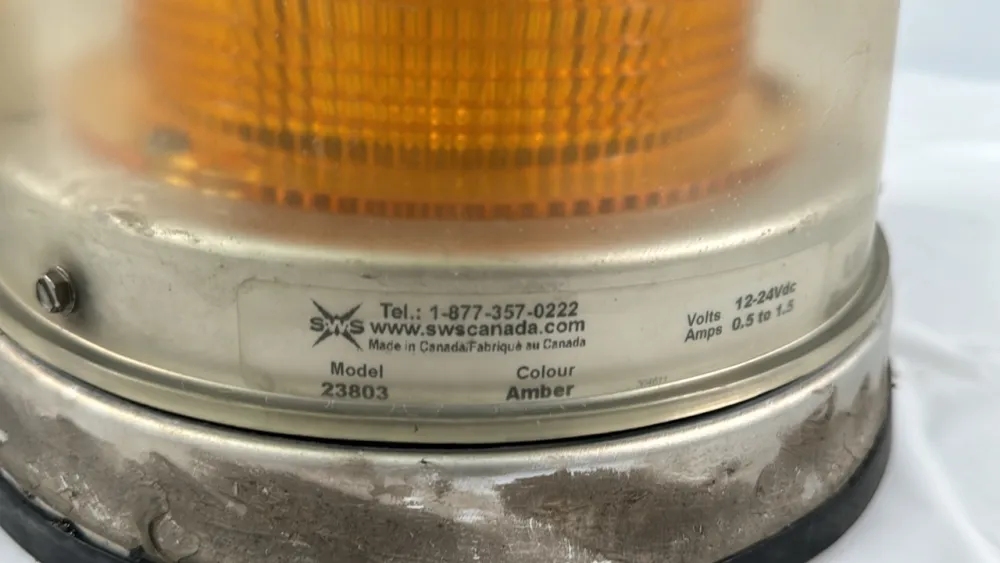 SWS
Tel.: 1-877-357-0222
www.swscanada.com
Made in Canada/Fabriqué au Canada
Model
23803
Colour
Amber
Volts 12-24Vdc
Amps 0.5 to 1.5